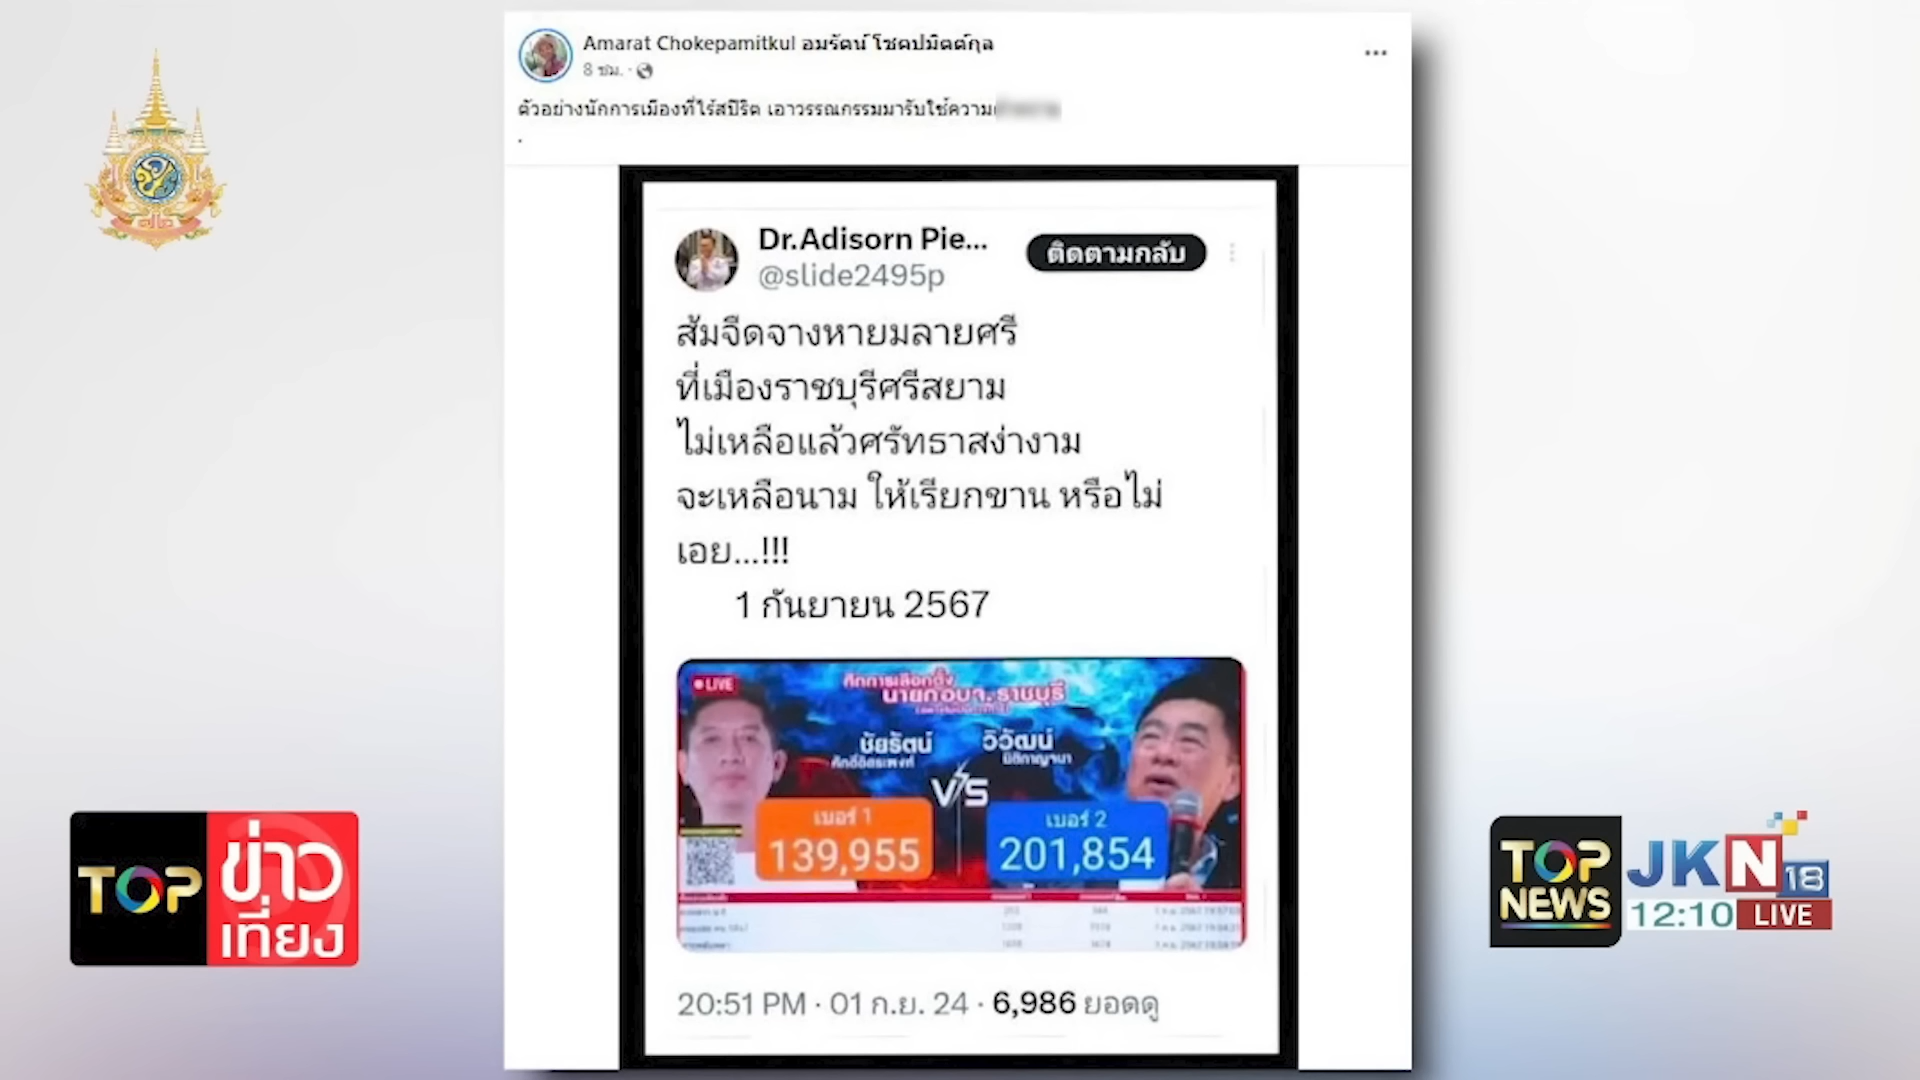 Amarat Chokepamitkul อมรัตน์ โชคปมิตต์กุล
8 ชม.
ตัวอย่างนักการเมืองที่ไร้สปิริต เอาวรรณกรรมมารับใช้ความ
.
Dr.Adisorn Pie...
@slide2495p
ติดตามกลับ
ส้มจืดจางหายมลายศรี
ที่เมืองราชบุรีศรีสยาม
ไม่เหลือแล้วศรัทธาสง่างาม
จะเหลือนาม ให้เรียกขาน หรือไม่
เอย...!!!
1 กันยายน 2567
LIVE
ศึกการเลือกตั้ง
นายกอบจ.ราชบุรี
ชัยรัตน์
วิวัฒน์
นิติกาญจนา
VS
เบอร์ 1
139,955
เบอร์ 2
201,854
20:51 PM · 01 ก.ย. 24 · 6,986 ยอดดู
TOP ข่าวเที่ยง
TOP NEWS
JKN 18
12:10 LIVE